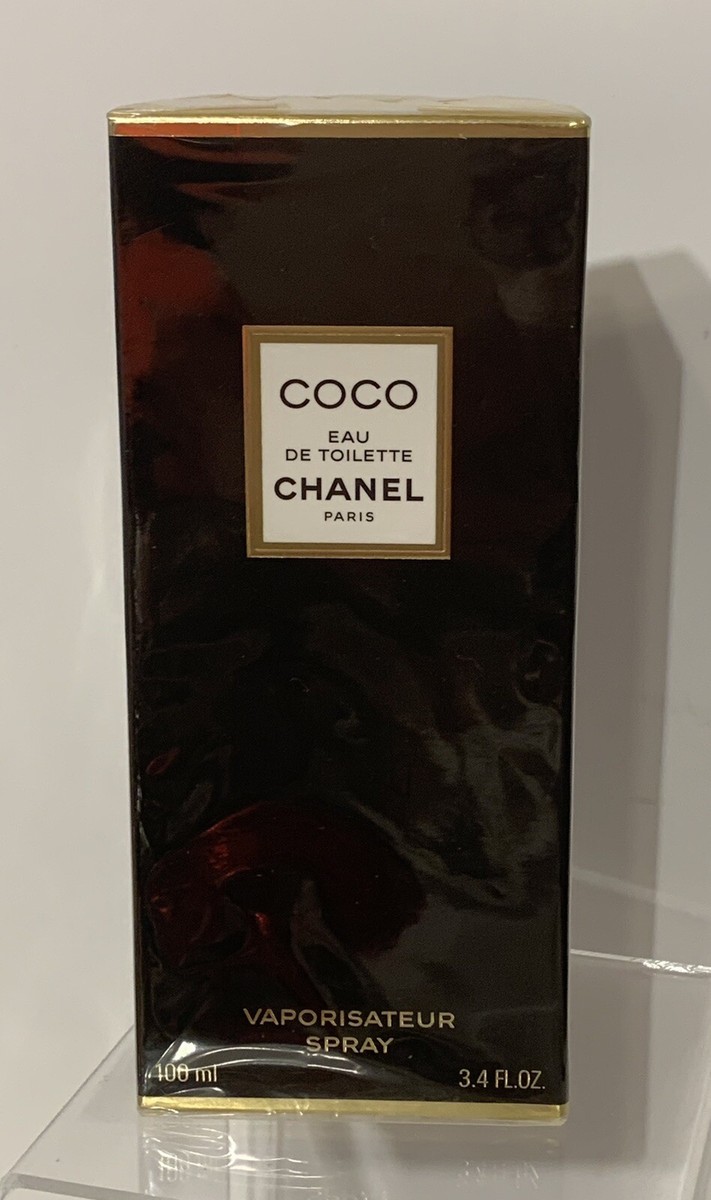 COCO
EAU
DE TOILETTE
CHANEL
PARIS
VAPORISATEUR
SPRAY
100 ml
3.4 FL.OZ.